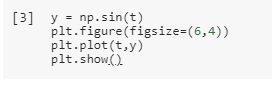 [3] y = np.sin(t)
plt.figure(figsize=(6,4))
plt.plot(t,y)
plt.show()